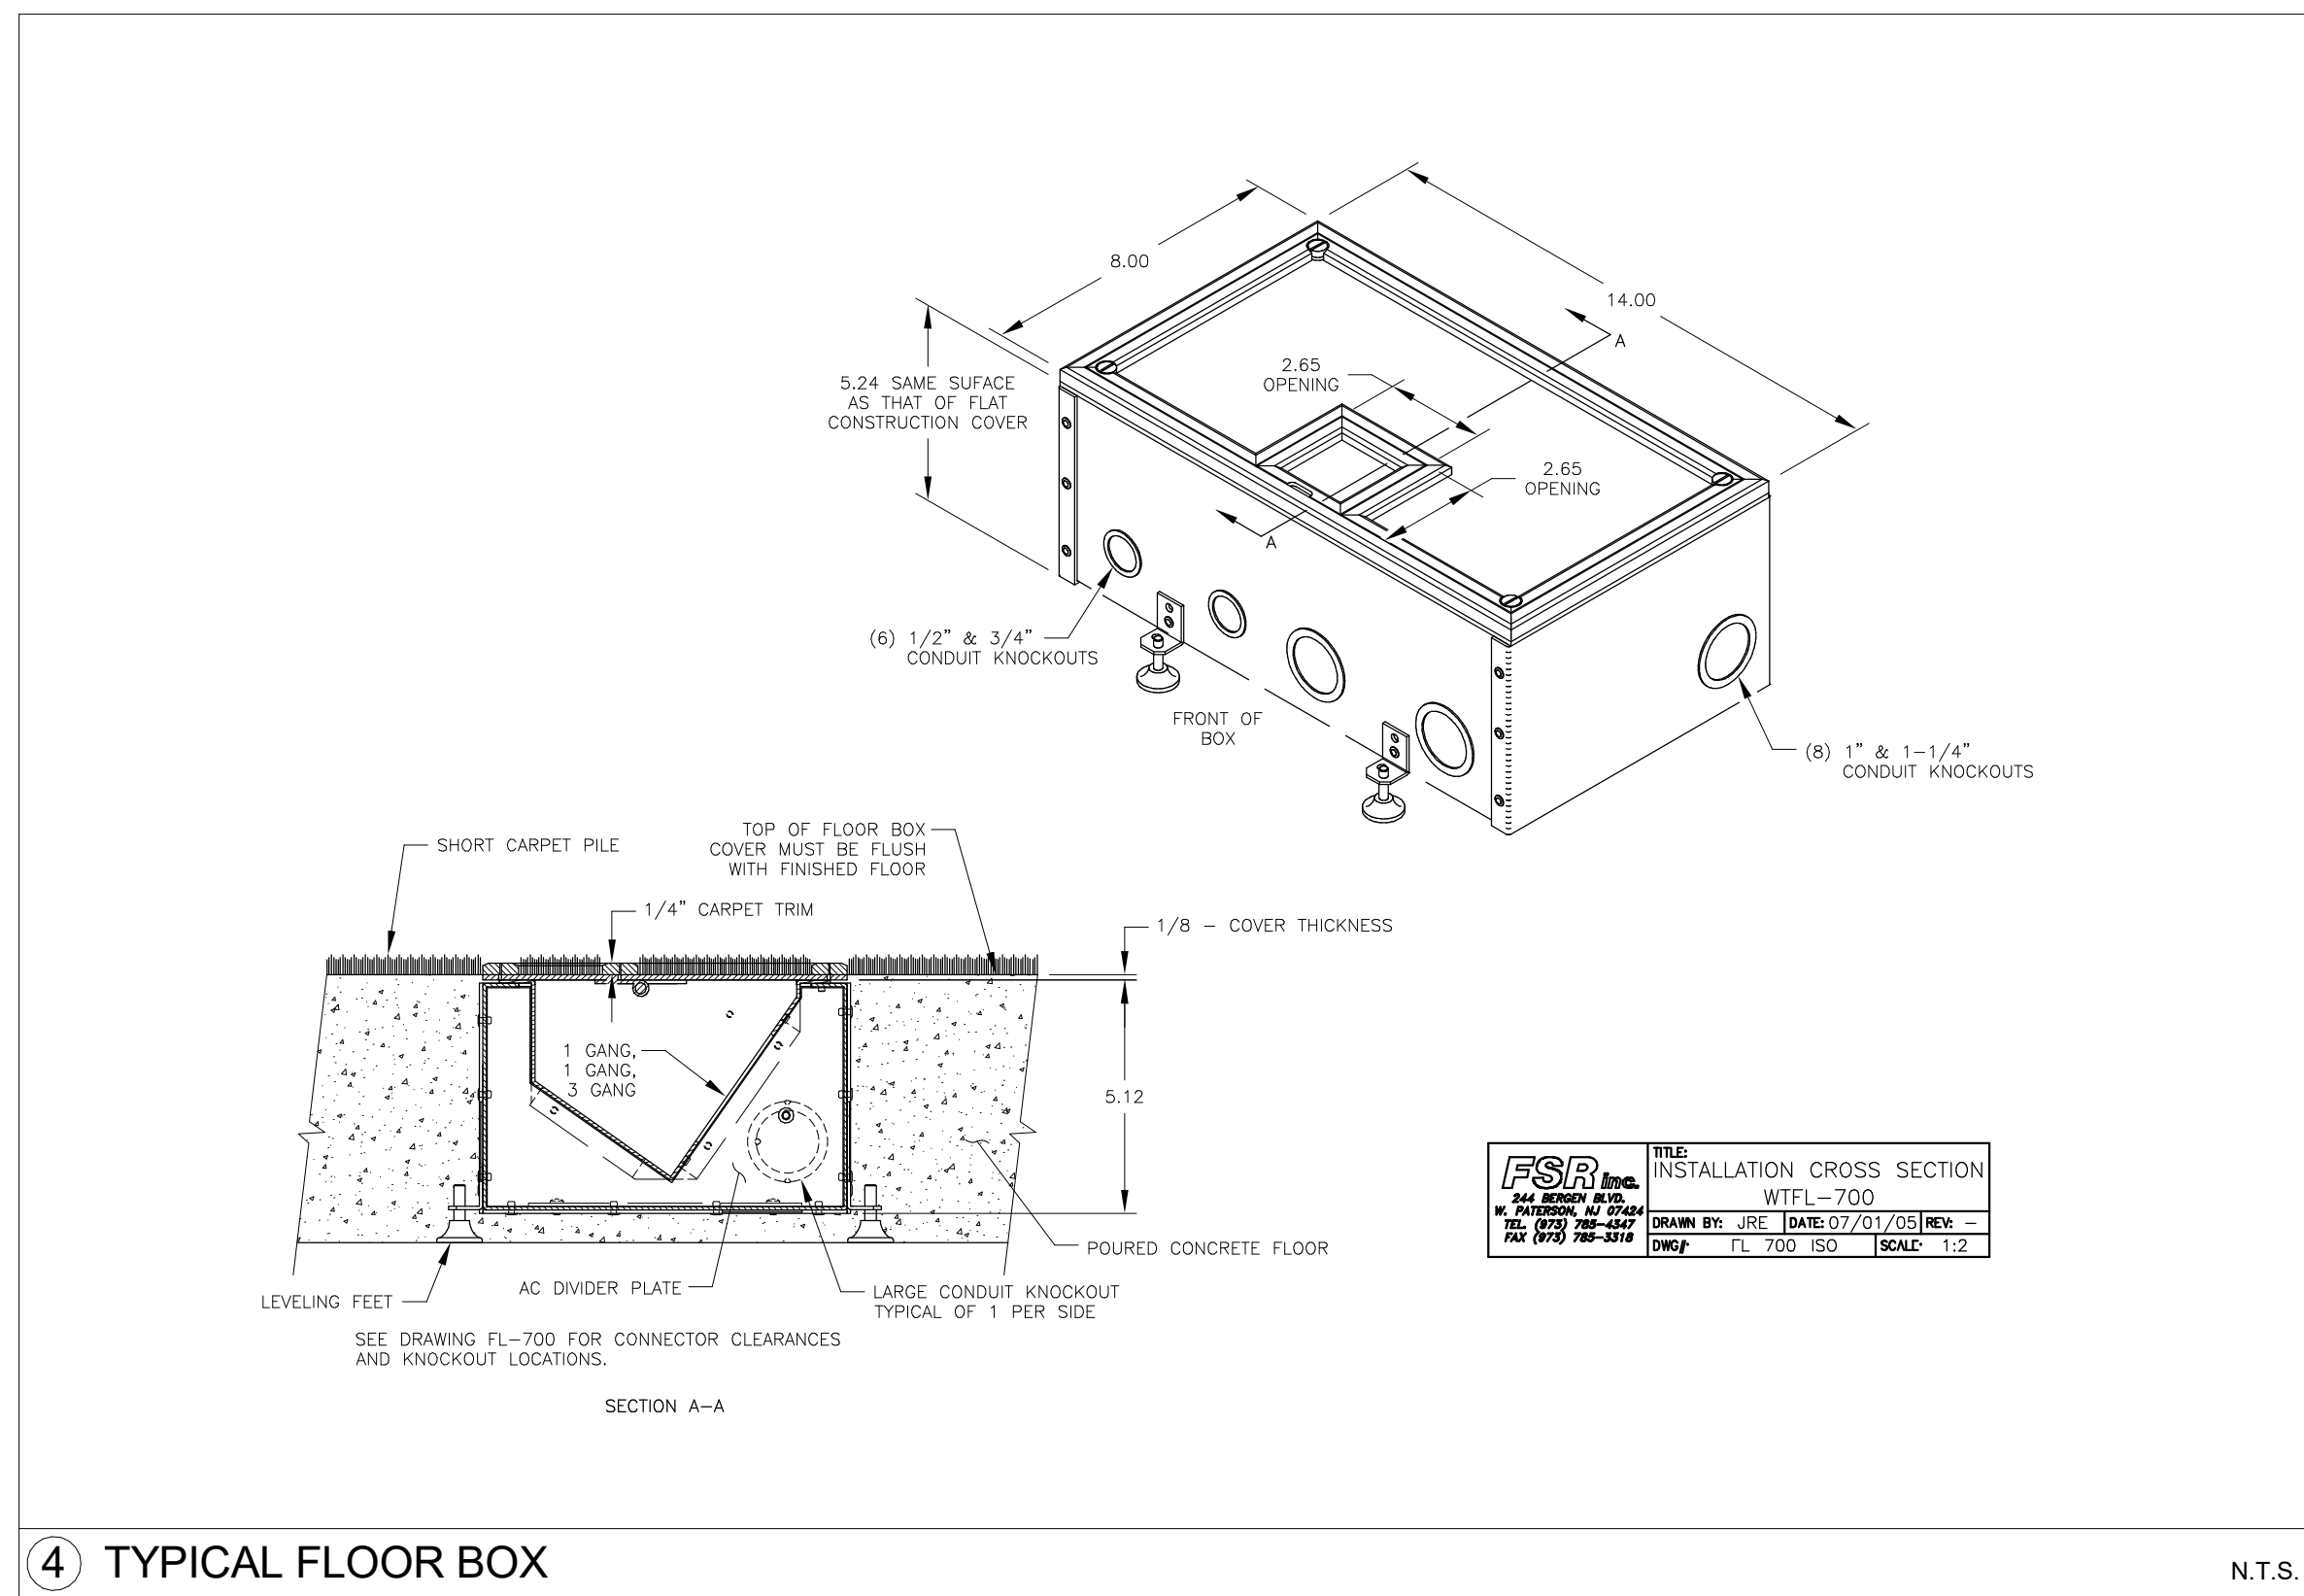 8.00
14.00
A
2.65
OPENING
5.24 SAME SUFACE
AS THAT OF FLAT
CONSTRUCTION COVER
2.65
OPENING
A
(6) 1/2" & 3/4"
CONDUIT KNOCKOUTS
FRONT OF
BOX
(8) 1" & 1-1/4"
CONDUIT KNOCKOUTS
SHORT CARPET PILE
TOP OF FLOOR BOX
COVER MUST BE FLUSH
WITH FINISHED FLOOR
1/4" CARPET TRIM
1/8 - COVER THICKNESS
1 GANG,
1 GANG,
3 GANG
5.12
POURED CONCRETE FLOOR
AC DIVIDER PLATE
LARGE CONDUIT KNOCKOUT
TYPICAL OF 1 PER SIDE
LEVELING FEET
SEE DRAWING FL-700 FOR CONNECTOR CLEARANCES
AND KNOCKOUT LOCATIONS.
SECTION A-A
FSR inc.
244 BERGEN BLVD.
W. PATERSON, NJ 07424
TEL. (973) 785-4347
FAX (973) 785-3318
TITLE:
INSTALLATION CROSS SECTION
WTFL-700
DRAWN BY: JRE DATE: 07/01/05 REV: -
DWG#: FL 700 ISO SCALE: 1:2
4 TYPICAL FLOOR BOX
N.T.S.